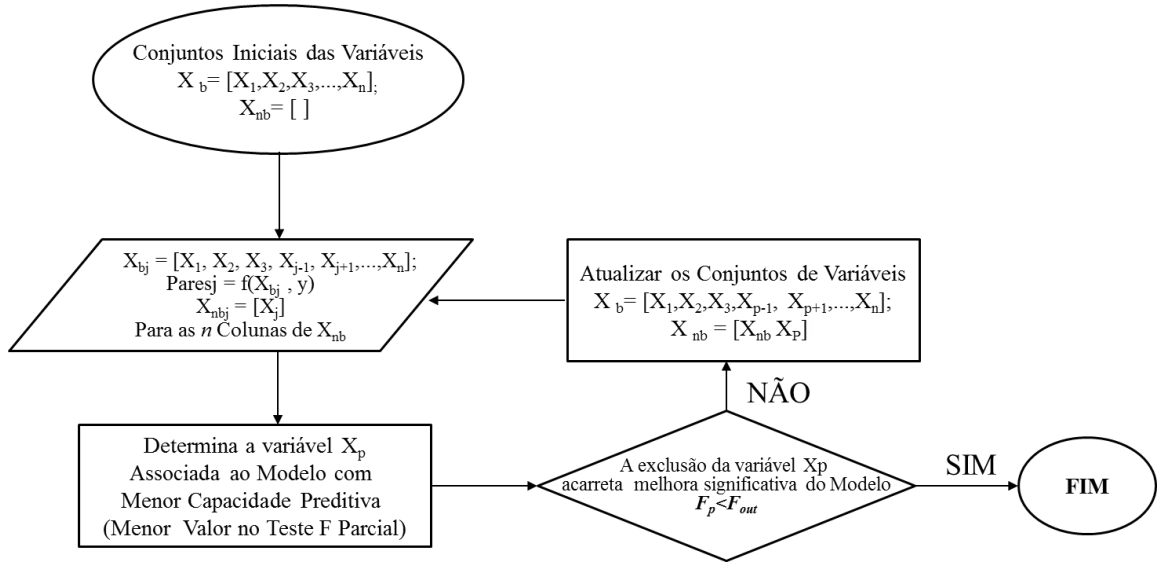 Conjuntos Iniciais das Variáveis
X b= [X1,X2,X3,...,Xn];
Xnb= [ ]
Xbj = [X1, X2, X3, Xj-1, Xj+1,...,Xn];
Paresj = f(Xbj , y)
Xnbj = [Xj]
Para as n Colunas de Xnb
Atualizar os Conjuntos de Variáveis
X b= [X1,X2,X3,Xp-1, Xp+1,...,Xn];
X nb = [Xnb XP]
NÃO
Determina a variável Xp
Associada ao Modelo com
Menor Capacidade Preditiva
(Menor Valor no Teste F Parcial)
A exclusão da variável Xp
acarreta melhora significativa do Modelo
Fp<Fout
SIM
FIM